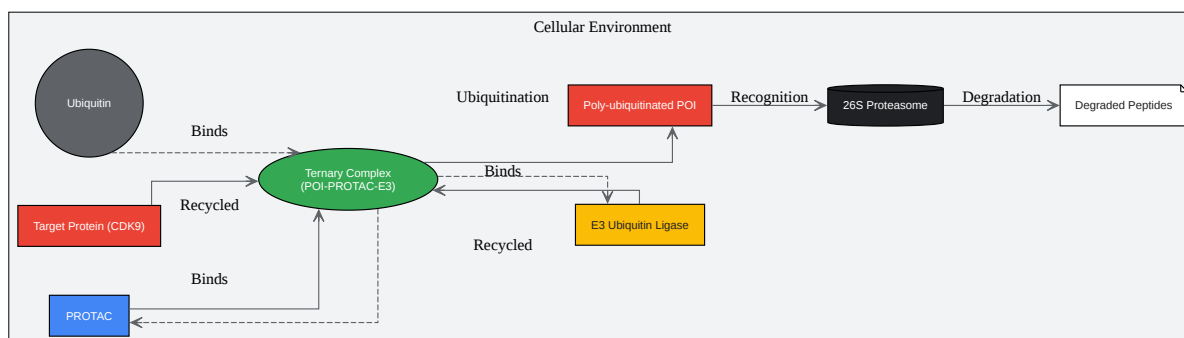 Cellular Environment
Ubiquitin
Ubiquitination
Poly-ubiquitinated POI
Recognition
26S Proteasome
Degradation
Degraded Peptides
Binds
Ternary Complex
(POI-PROTAC-E3)
Binds
Recycled
Target Protein (CDK9)
E3 Ubiquitin Ligase
Recycled
Binds
PROTAC